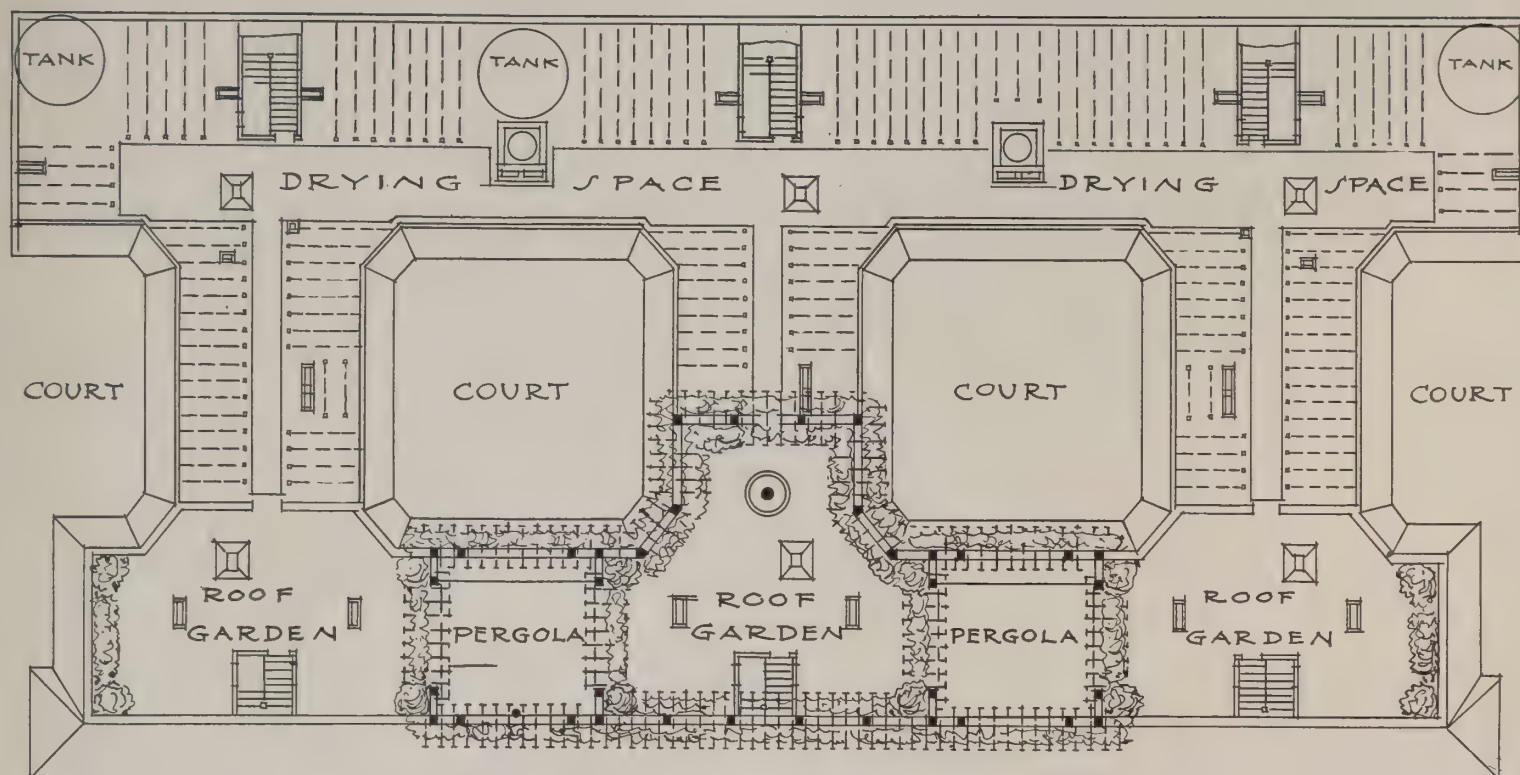 TANK
TANK
TANK
DRYING SPACE
DRYING SPACE
COURT
COURT
COURT
COURT
ROOF
GARDEN
PERGOLA
ROOF
GARDEN
PERGOLA
ROOF
GARDEN